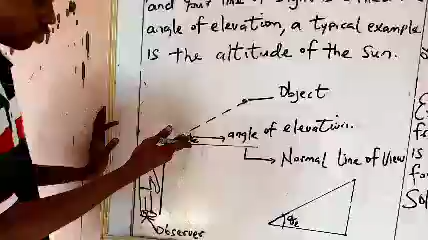 and your line of sight is
angle of elevation, a typical example
is the altitude of the Sun.
Object
angle of elevation.
Normal line of View
Observer